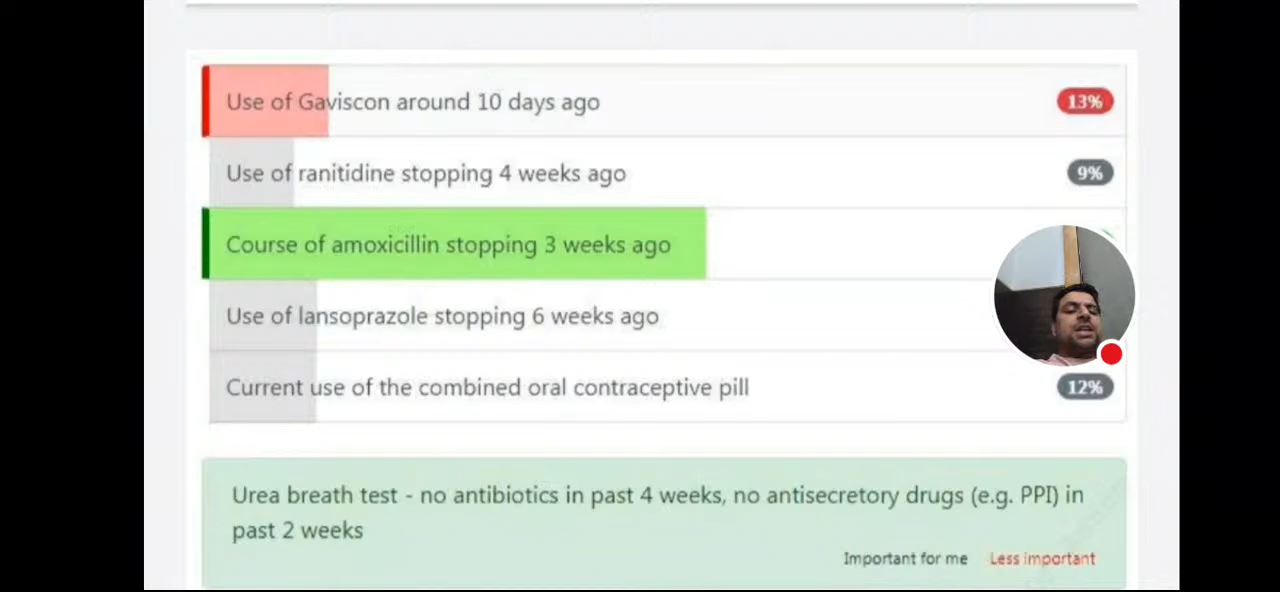 Use of Gaviscon around 10 days ago
13%
Use of ranitidine stopping 4 weeks ago
9%
Course of amoxicillin stopping 3 weeks ago
Use of lansoprazole stopping 6 weeks ago
Current use of the combined oral contraceptive pill
12%
Urea breath test - no antibiotics in past 4 weeks, no antisecretory drugs (e.g. PPI) in
past 2 weeks
Important for me Less important